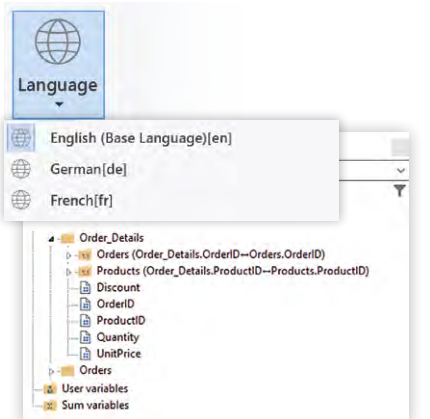 Language
English (Base Language)[en]
German[de]
French[fr]
Order_Details
Orders (Order_Details.OrderID↔Orders.OrderID)
Products (Order_Details.ProductID↔Products.ProductID)
Discount
OrderID
ProductID
Quantity
UnitPrice
Orders
User variables
Sum variables